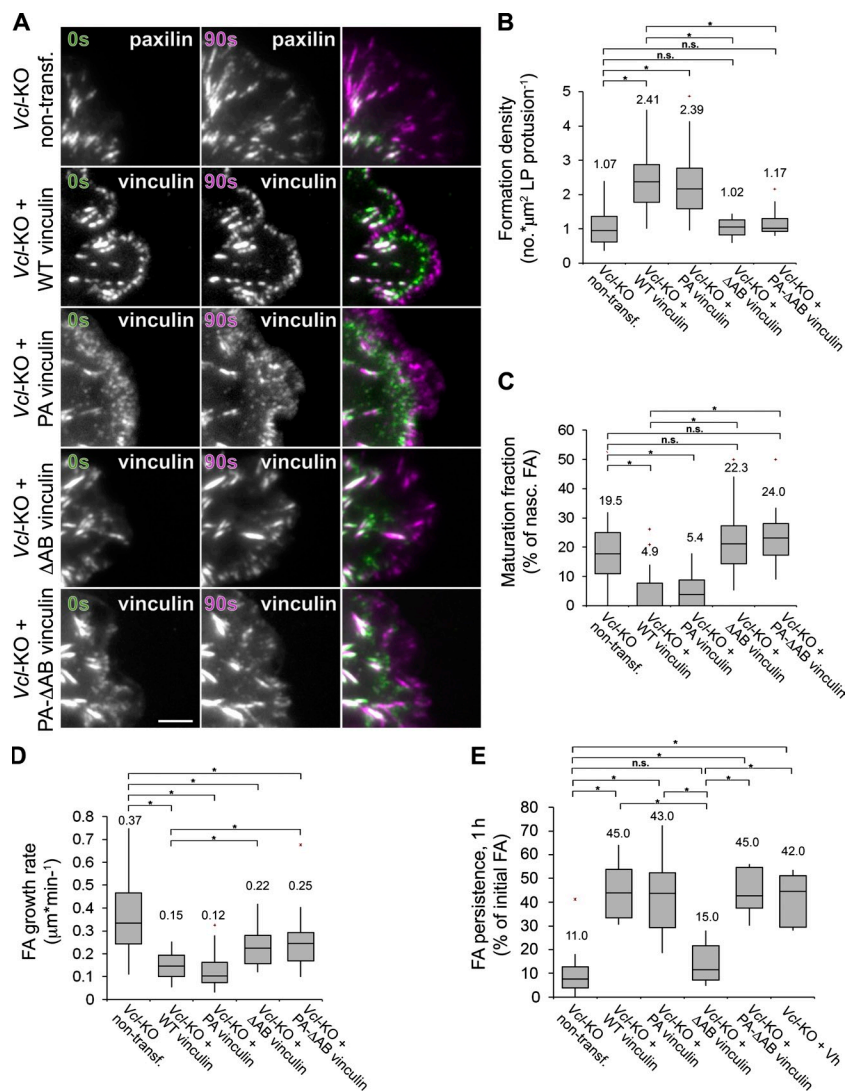 A
Vcl-KO
non-transf.
0s paxilin
90s paxilin
Vcl-KO +
WT vinculin
0s vinculin
90s vinculin
Vcl-KO +
PA vinculin
0s vinculin
90s vinculin
Vcl-KO +
ΔAB vinculin
0s vinculin
90s vinculin
Vcl-KO +
PA-ΔAB vinculin
0s vinculin
90s vinculin
B
*
*
n.s.
n.s.
*
*
Formation density
(no.*µm² LP protusion⁻¹)
6
5
4
3
2
1
0
1.07
2.41
2.39
1.02
1.17
Vcl-KO
non-transf.
Vcl-KO +
WT vinculin
Vcl-KO +
PA vinculin
Vcl-KO +
ΔAB vinculin
Vcl-KO +
PA-ΔAB vinculin
C
*
*
n.s.
n.s.
*
*
Maturation fraction
(% of nasc. FA)
60
50
40
30
20
10
0
19.5
4.9
5.4
22.3
24.0
Vcl-KO
non-transf.
Vcl-KO +
WT vinculin
Vcl-KO +
PA vinculin
Vcl-KO +
ΔAB vinculin
Vcl-KO +
PA-ΔAB vinculin
D
*
*
*
*
*
*
FA growth rate
(µm*min-¹)
0.8
0.7
0.6
0.5
0.4
0.3
0.2
0.1
0
0.37
0.15
0.12
0.22
0.25
Vcl-KO
non-transf.
Vcl-KO +
WT vinculin
Vcl-KO +
PA vinculin
Vcl-KO +
ΔAB vinculin
Vcl-KO +
PA-ΔAB vinculin
E
*
*
n.s.
*
*
*
*
*
*
FA persistence, 1 h
(% of initial FA)
80
70
60
50
40
30
20
10
0
11.0
45.0
43.0
15.0
45.0
42.0
Vcl-KO
non-transf.
Vcl-KO +
WT vinculin
Vcl-KO +
PA vinculin
Vcl-KO +
ΔAB vinculin
Vcl-KO +
PA-ΔAB vinculin
Vcl-KO + Vh